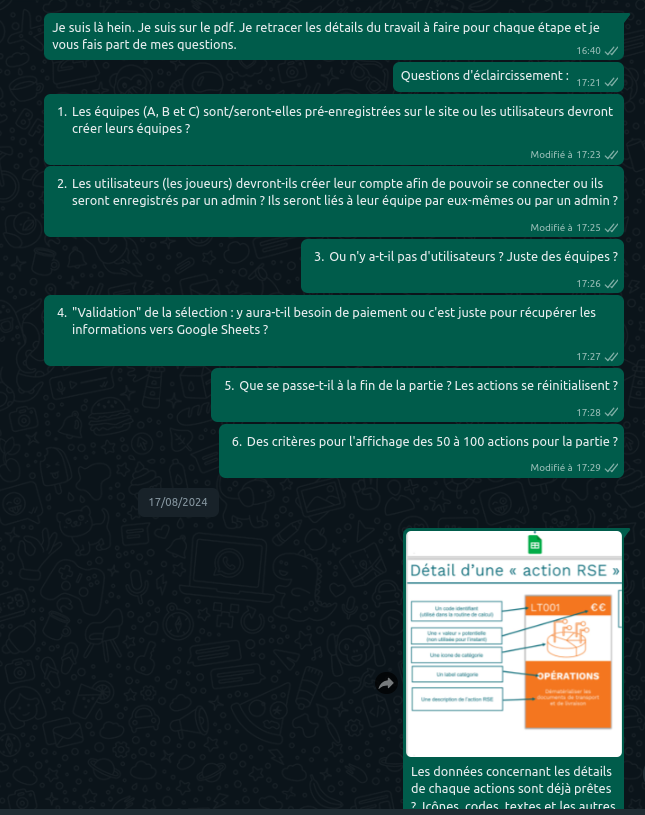 Je suis là hein. Je suis sur le pdf. Je retracer les détails du travail à faire pour chaque étape et je
vous fais part de mes questions.
16:40
Questions d'éclaircissement :
17:21
1. Les équipes (A, B et C) sont/seront-elles pré-enregistrées sur le site ou les utilisateurs devront
créer leurs équipes ?
Modifié à 17:23
2. Les utilisateurs (les joueurs) devront-ils créer leur compte afin de pouvoir se connecter ou ils
seront enregistrés par un admin ? Ils seront liés à leur équipe par eux-mêmes ou par un admin ?
Modifié à 17:25
3. Ou n'y a-t-il pas d'utilisateurs ? Juste des équipes ?
17:26
4. "Validation" de la sélection : y aura-t-il besoin de paiement ou c'est juste pour récupérer les
informations vers Google Sheets ?
17:27
5. Que se passe-t-il à la fin de la partie ? Les actions se réinitialisent ?
17:28
6. Des critères pour l'affichage des 50 à 100 actions pour la partie ?
Modifié à 17:29
17/08/2024
Détail d'une « action RSE »
Un code identifiant
(utilisé dans la routine de calcul)
LT001 €€
Une « valeur » potentielle
(non utilisée pour l'instant)
Une icone de catégorie
Un label catégorie
OPÉRATIONS
Une description de l'action RSE
Dématérialiser les
documents de transport
et de livraison
Les données concernant les détails
de chaque actions sont déjà prêtes
? Icônes, codes, textes et les autres